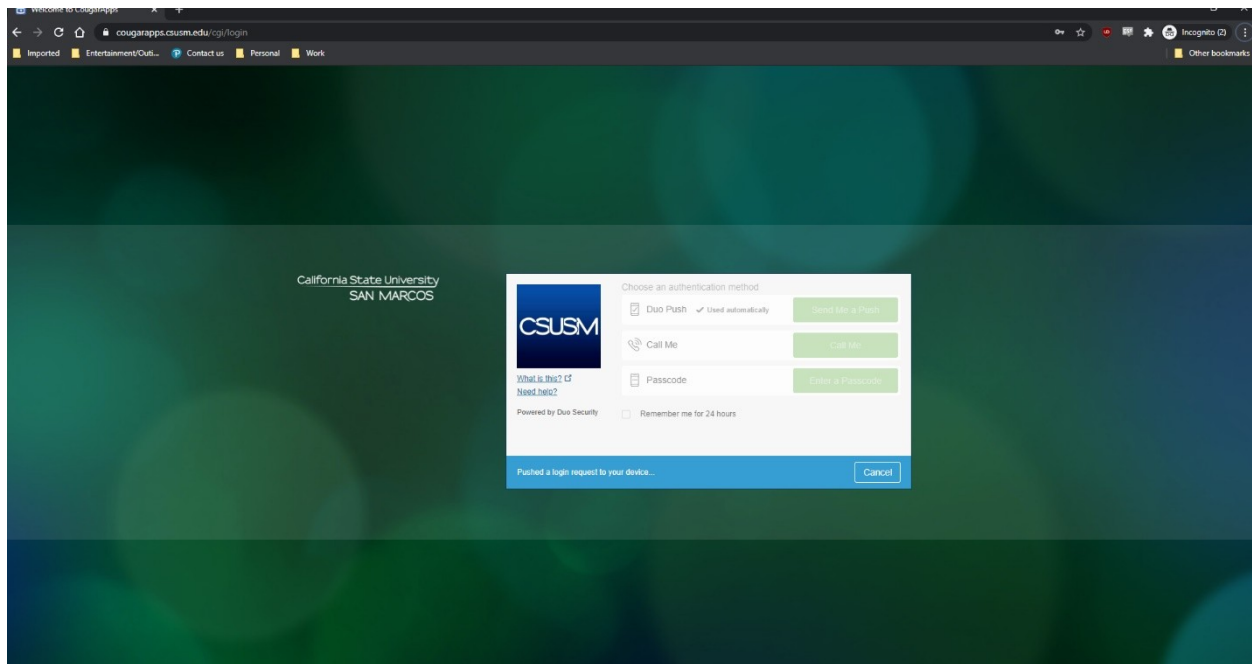 Welcome to CougarApps
cougarapps.csusm.edu/cgi/login
Incognito (2)
Imported Entertainment/Outi... Contact us Personal Work Other bookmarks
California State University
SAN MARCOS
CSUSM
What is this?
Need help?
Powered by Duo Security
Choose an authentication method
Duo Push Used automatically Send Me a Push
Call Me Call Me
Passcode Enter a Passcode
Remember me for 24 hours
Pushed a login request to your device... Cancel